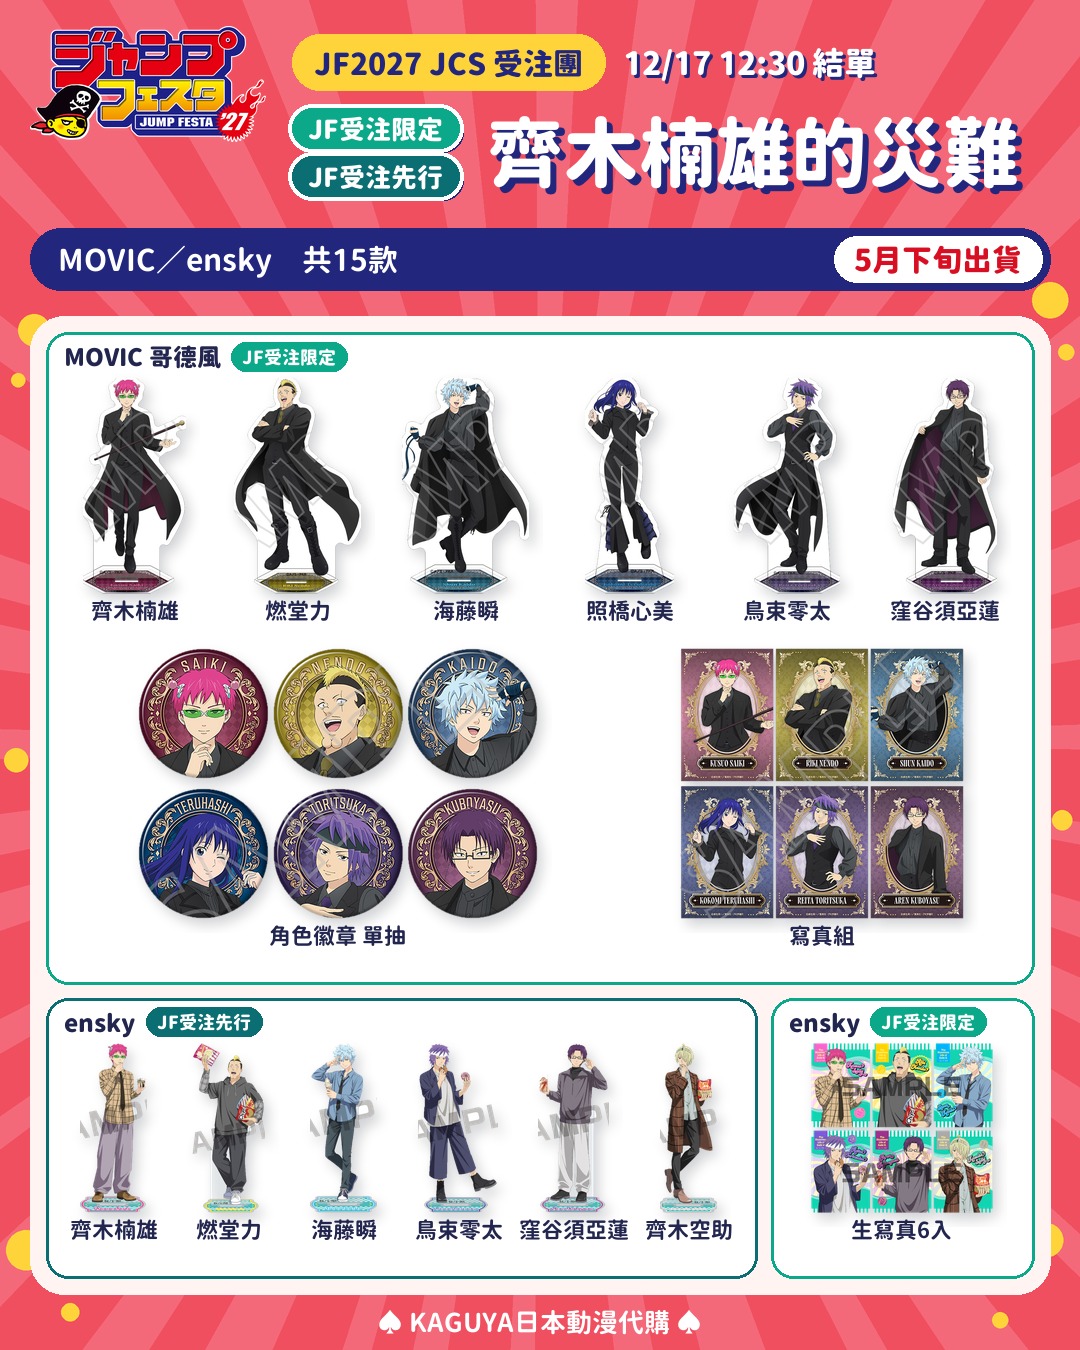 ジャンプ
フェスタ
JUMP FESTA '27
JF2027 JCS 受注團
12/17 12:30 結單
JF受注限定
JF受注先行
齊木楠雄的災難
MOVIC／ensky 共15款
5月下旬出貨
MOVIC 哥德風
JF受注限定
齊木楠雄
燃堂力
海藤瞬
照橋心美
鳥束零太
窪谷須亞蓮
SAIKI
NENDO
KAIDO
TERUHASHI
TORITSUKA
KUBOYASU
角色徽章 單抽
KUSUO SAIKI
RIKI NENDO
SHUN KAIDO
KOKOMI TERUHASHI
REITA TORITSUKA
AREN KUBOYASU
寫真組
ensky
JF受注先行
齊木楠雄
燃堂力
海藤瞬
鳥束零太
窪谷須亞蓮
齊木空助
ensky
JF受注限定
SAMPLE
SAMPLE
生寫真6入
♠ KAGUYA日本動漫代購 ♠